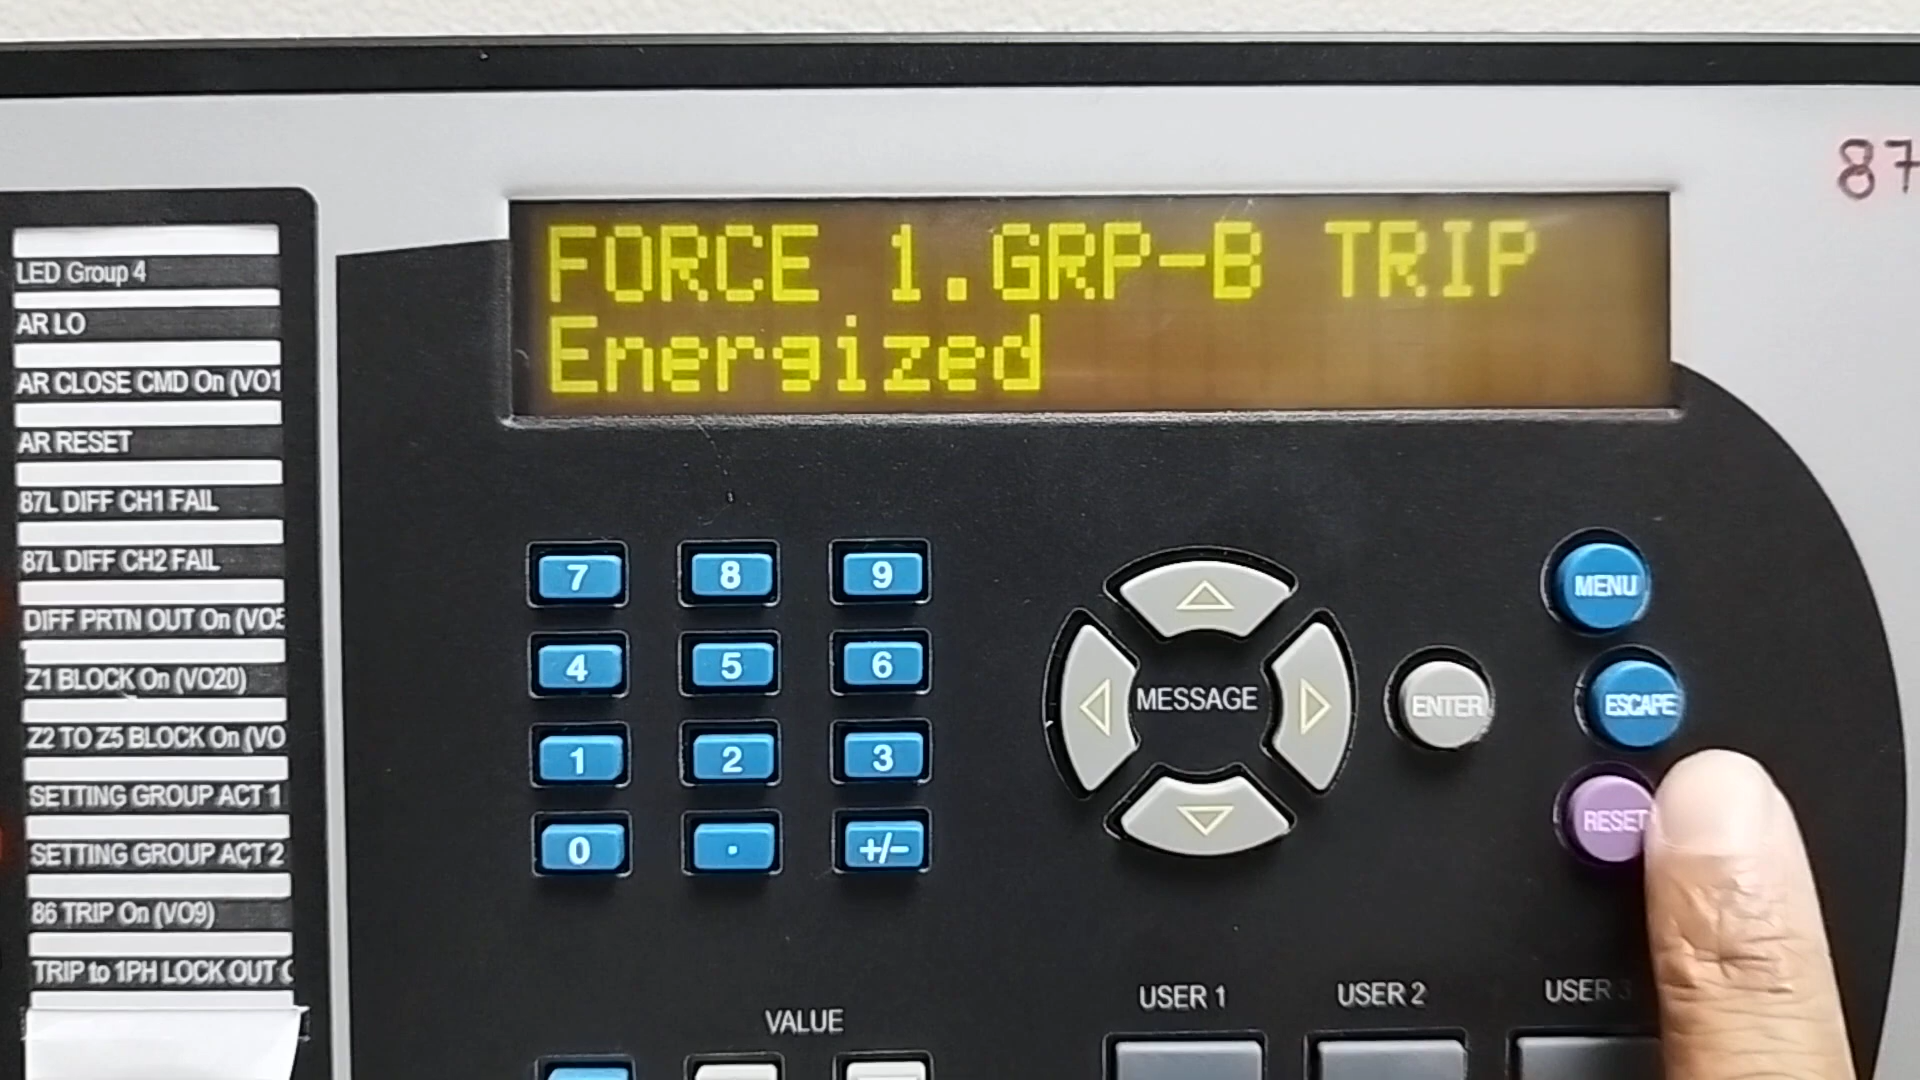 87
FORCE 1.GRP-B TRIP
Energized
LED Group 4
AR LO
AR CLOSE CMD On (VO1
AR RESET
87L DIFF CH1 FAIL
87L DIFF CH2 FAIL
DIFF PRTN OUT On (VO5
Z1 BLOCK On (VO20)
Z2 TO Z5 BLOCK On (VO
SETTING GROUP ACT 1
SETTING GROUP ACT 2
86 TRIP On (VO9)
TRIP to 1PH LOCK OUT
7 8 9
4 5 6
1 2 3
0 . +/-
MESSAGE
ENTER
MENU
ESCAPE
RESET
VALUE
USER 1
USER 2
USER 3